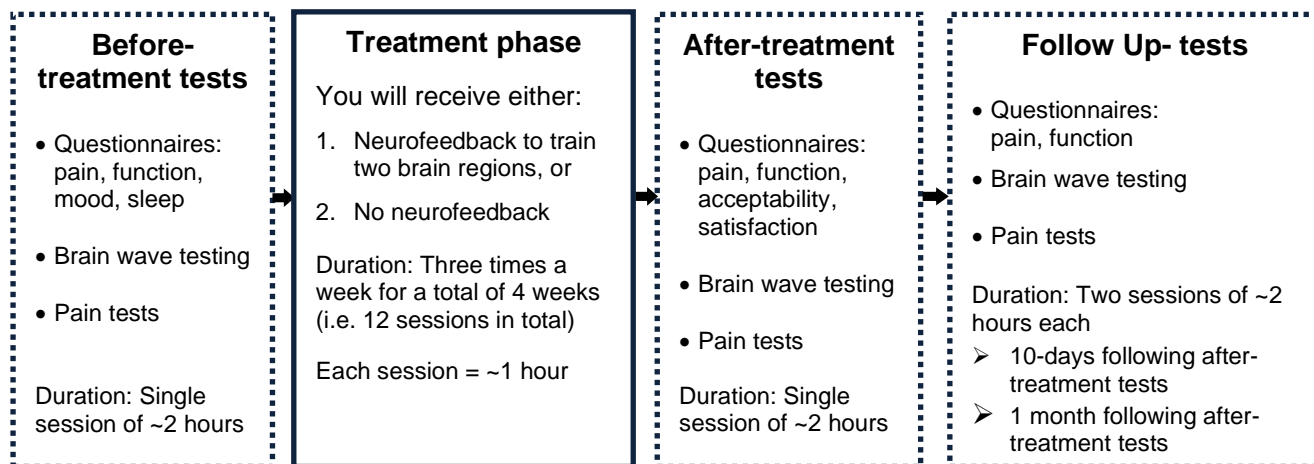 Before-
treatment tests
• Questionnaires:
pain, function,
mood, sleep
• Brain wave testing
• Pain tests
Duration: Single
session of ~2 hours
Treatment phase
You will receive either:
1. Neurofeedback to train
two brain regions, or
2. No neurofeedback
Duration: Three times a
week for a total of 4 weeks
(i.e. 12 sessions in total)
Each session = ~1 hour
After-treatment
tests
• Questionnaires:
pain, function,
acceptability,
satisfaction
• Brain wave testing
• Pain tests
Duration: Single
session of ~2 hours
Follow Up- tests
• Questionnaires:
pain, function
• Brain wave testing
• Pain tests
Duration: Two sessions of ~2
hours each
➢ 10-days following after-
treatment tests
➢ 1 month following after-
treatment tests